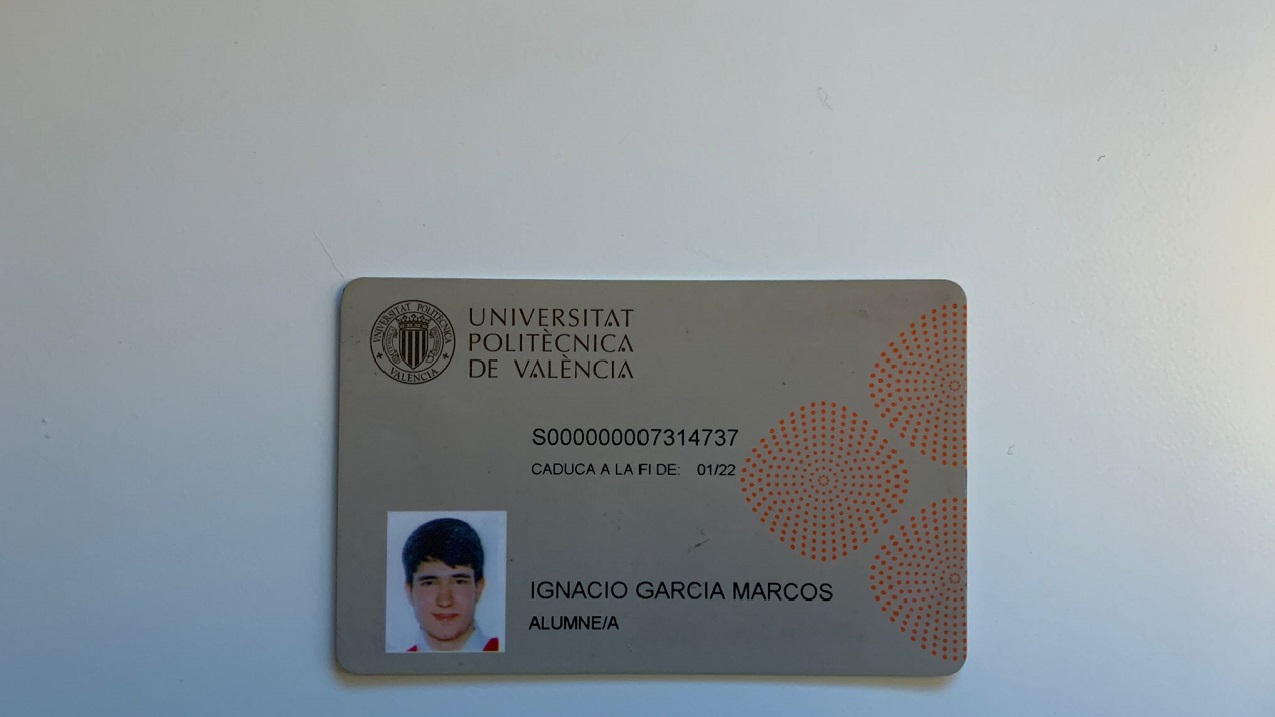 UNIVERSITAT POLITÈCNICA
VALÈNCIA
UNIVERSITAT
POLITÈCNICA
DE VALÈNCIA
S000000007314737
CADUCA A LA FI DE: 01/22
IGNACIO GARCIA MARCOS
ALUMNE/A